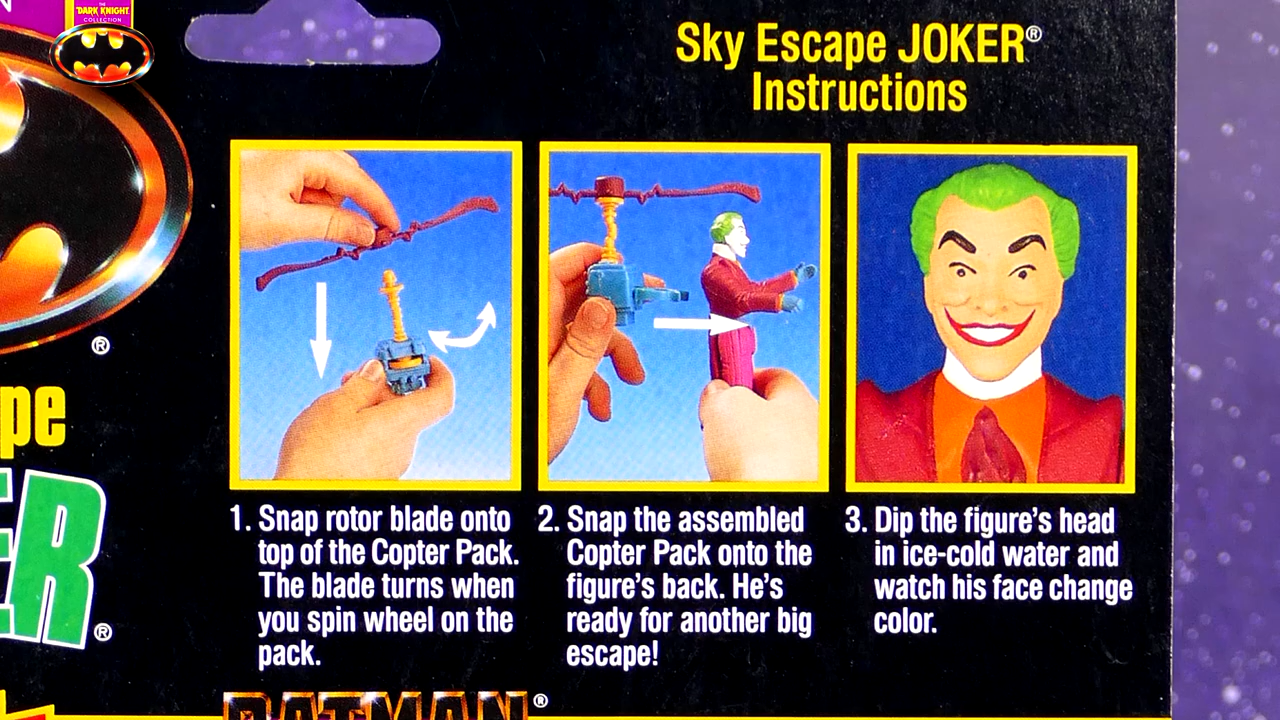 THE
DARK KNIGHT
COLLECTION
Sky Escape JOKER®
Instructions
®
pe
ER®
1. Snap rotor blade onto
top of the Copter Pack.
The blade turns when
you spin wheel on the
pack.
2. Snap the assembled
Copter Pack onto the
figure's back. He's
ready for another big
escape!
3. Dip the figure's head
in ice-cold water and
watch his face change
color.
BATMAN®